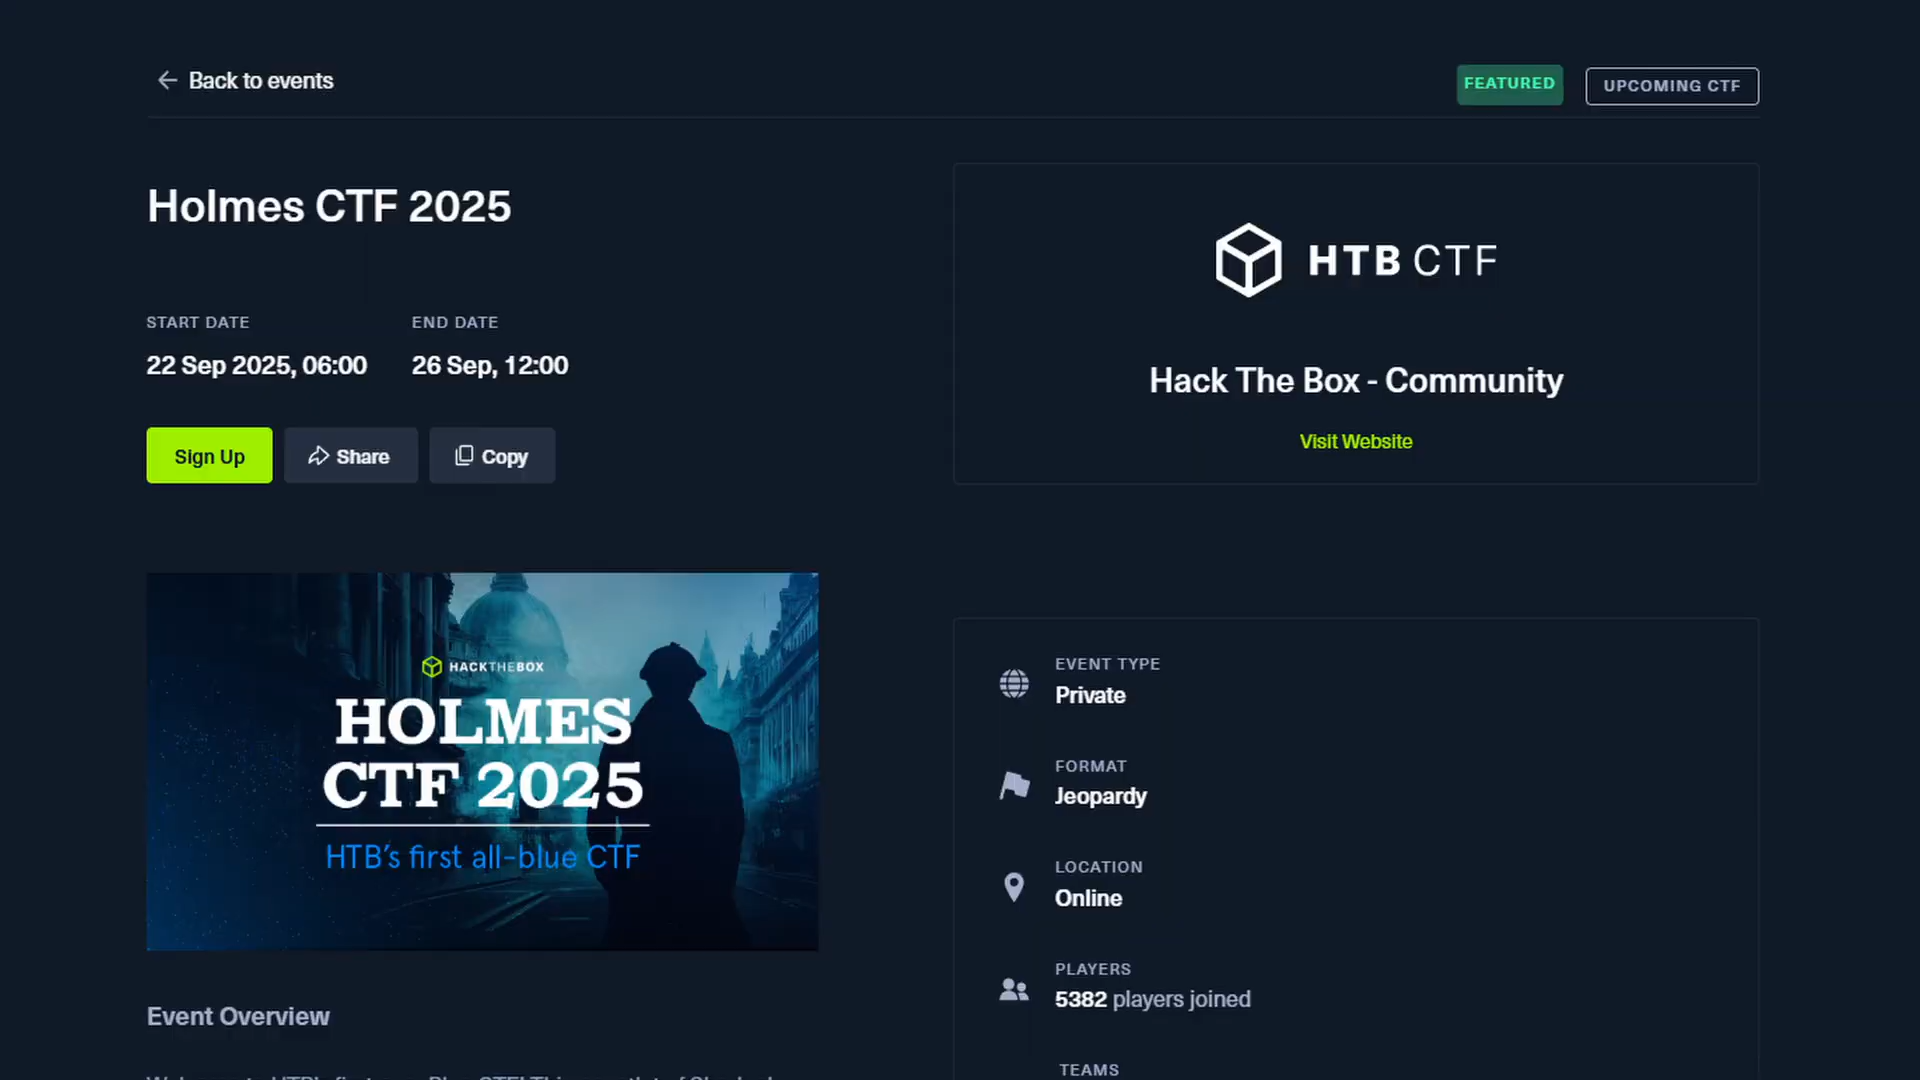 Back to events
FEATURED
UPCOMING CTF
Holmes CTF 2025
START DATE
22 Sep 2025, 06:00
END DATE
26 Sep, 12:00
Sign Up
Share
Copy
HACKTHEBOX
HOLMES
CTF 2025
HTB's first all-blue CTF
Event Overview
HTB CTF
Hack The Box - Community
Visit Website
EVENT TYPE
Private
FORMAT
Jeopardy
LOCATION
Online
PLAYERS
5382 players joined
TEAMS